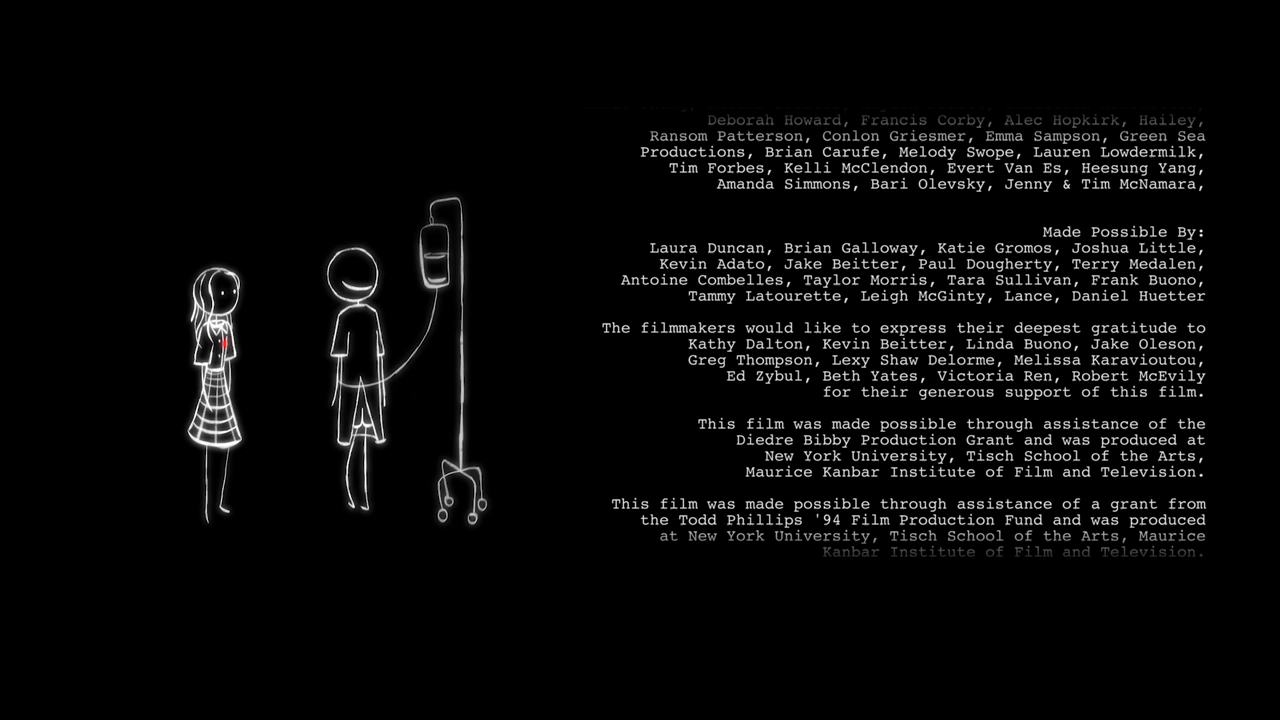 Deborah Howard, Francis Corby, Alec Hopkirk, Hailey,
Ransom Patterson, Conlon Griesmer, Emma Sampson, Green Sea
Productions, Brian Carufe, Melody Swope, Lauren Lowdermilk,
Tim Forbes, Kelli McClendon, Evert Van Es, Heesung Yang,
Amanda Simmons, Bari Olevsky, Jenny & Tim McNamara,
Made Possible By:
Laura Duncan, Brian Galloway, Katie Gromos, Joshua Little,
Kevin Adato, Jake Beitter, Paul Dougherty, Terry Medalen,
Antoine Combelles, Taylor Morris, Tara Sullivan, Frank Buono,
Tammy Latourette, Leigh McGinty, Lance, Daniel Huetter
The filmmakers would like to express their deepest gratitude to
Kathy Dalton, Kevin Beitter, Linda Buono, Jake Oleson,
Greg Thompson, Lexy Shaw Delorme, Melissa Karavioutou,
Ed Zybul, Beth Yates, Victoria Ren, Robert McEvily
for their generous support of this film.
This film was made possible through assistance of the
Diedre Bibby Production Grant and was produced at
New York University, Tisch School of the Arts,
Maurice Kanbar Institute of Film and Television.
This film was made possible through assistance of a grant from
the Todd Phillips '94 Film Production Fund and was produced
at New York University, Tisch School of the Arts, Maurice
Kanbar Institute of Film and Television.